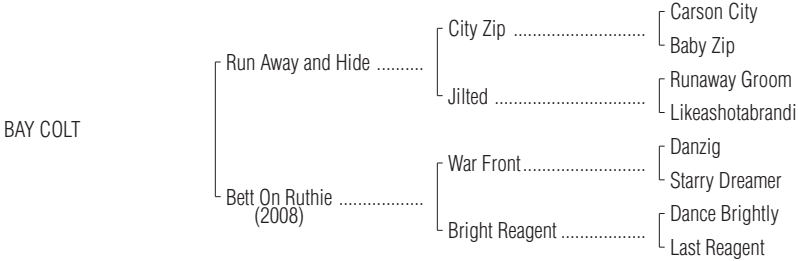 Carson City
City Zip ..........................
Baby Zip
Run Away and Hide ..........
Runaway Groom
Jilted ..............................
Likeashotabrandi
BAY COLT
Danzig
War Front........................
Starry Dreamer
Bett On Ruthie .................
(2008)
Dance Brightly
Bright Reagent .................
Last Reagent